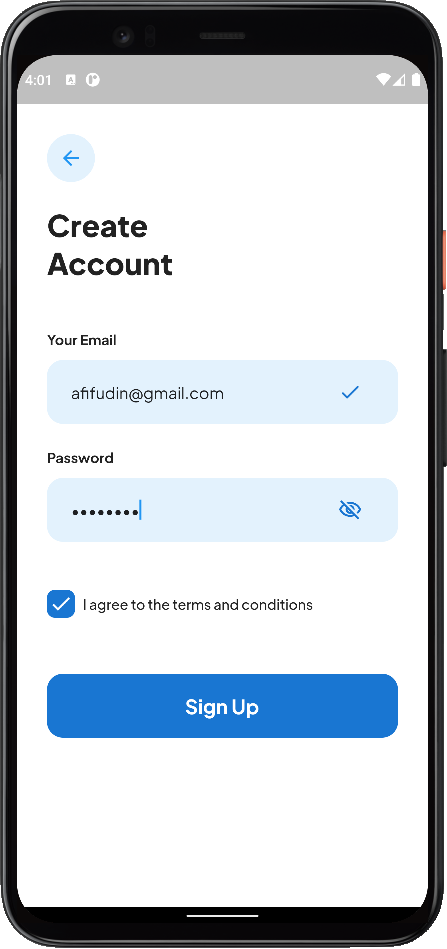 4:01
Create
Account
Your Email
afifudin@gmail.com
Password
••••••••
I agree to the terms and conditions
Sign Up